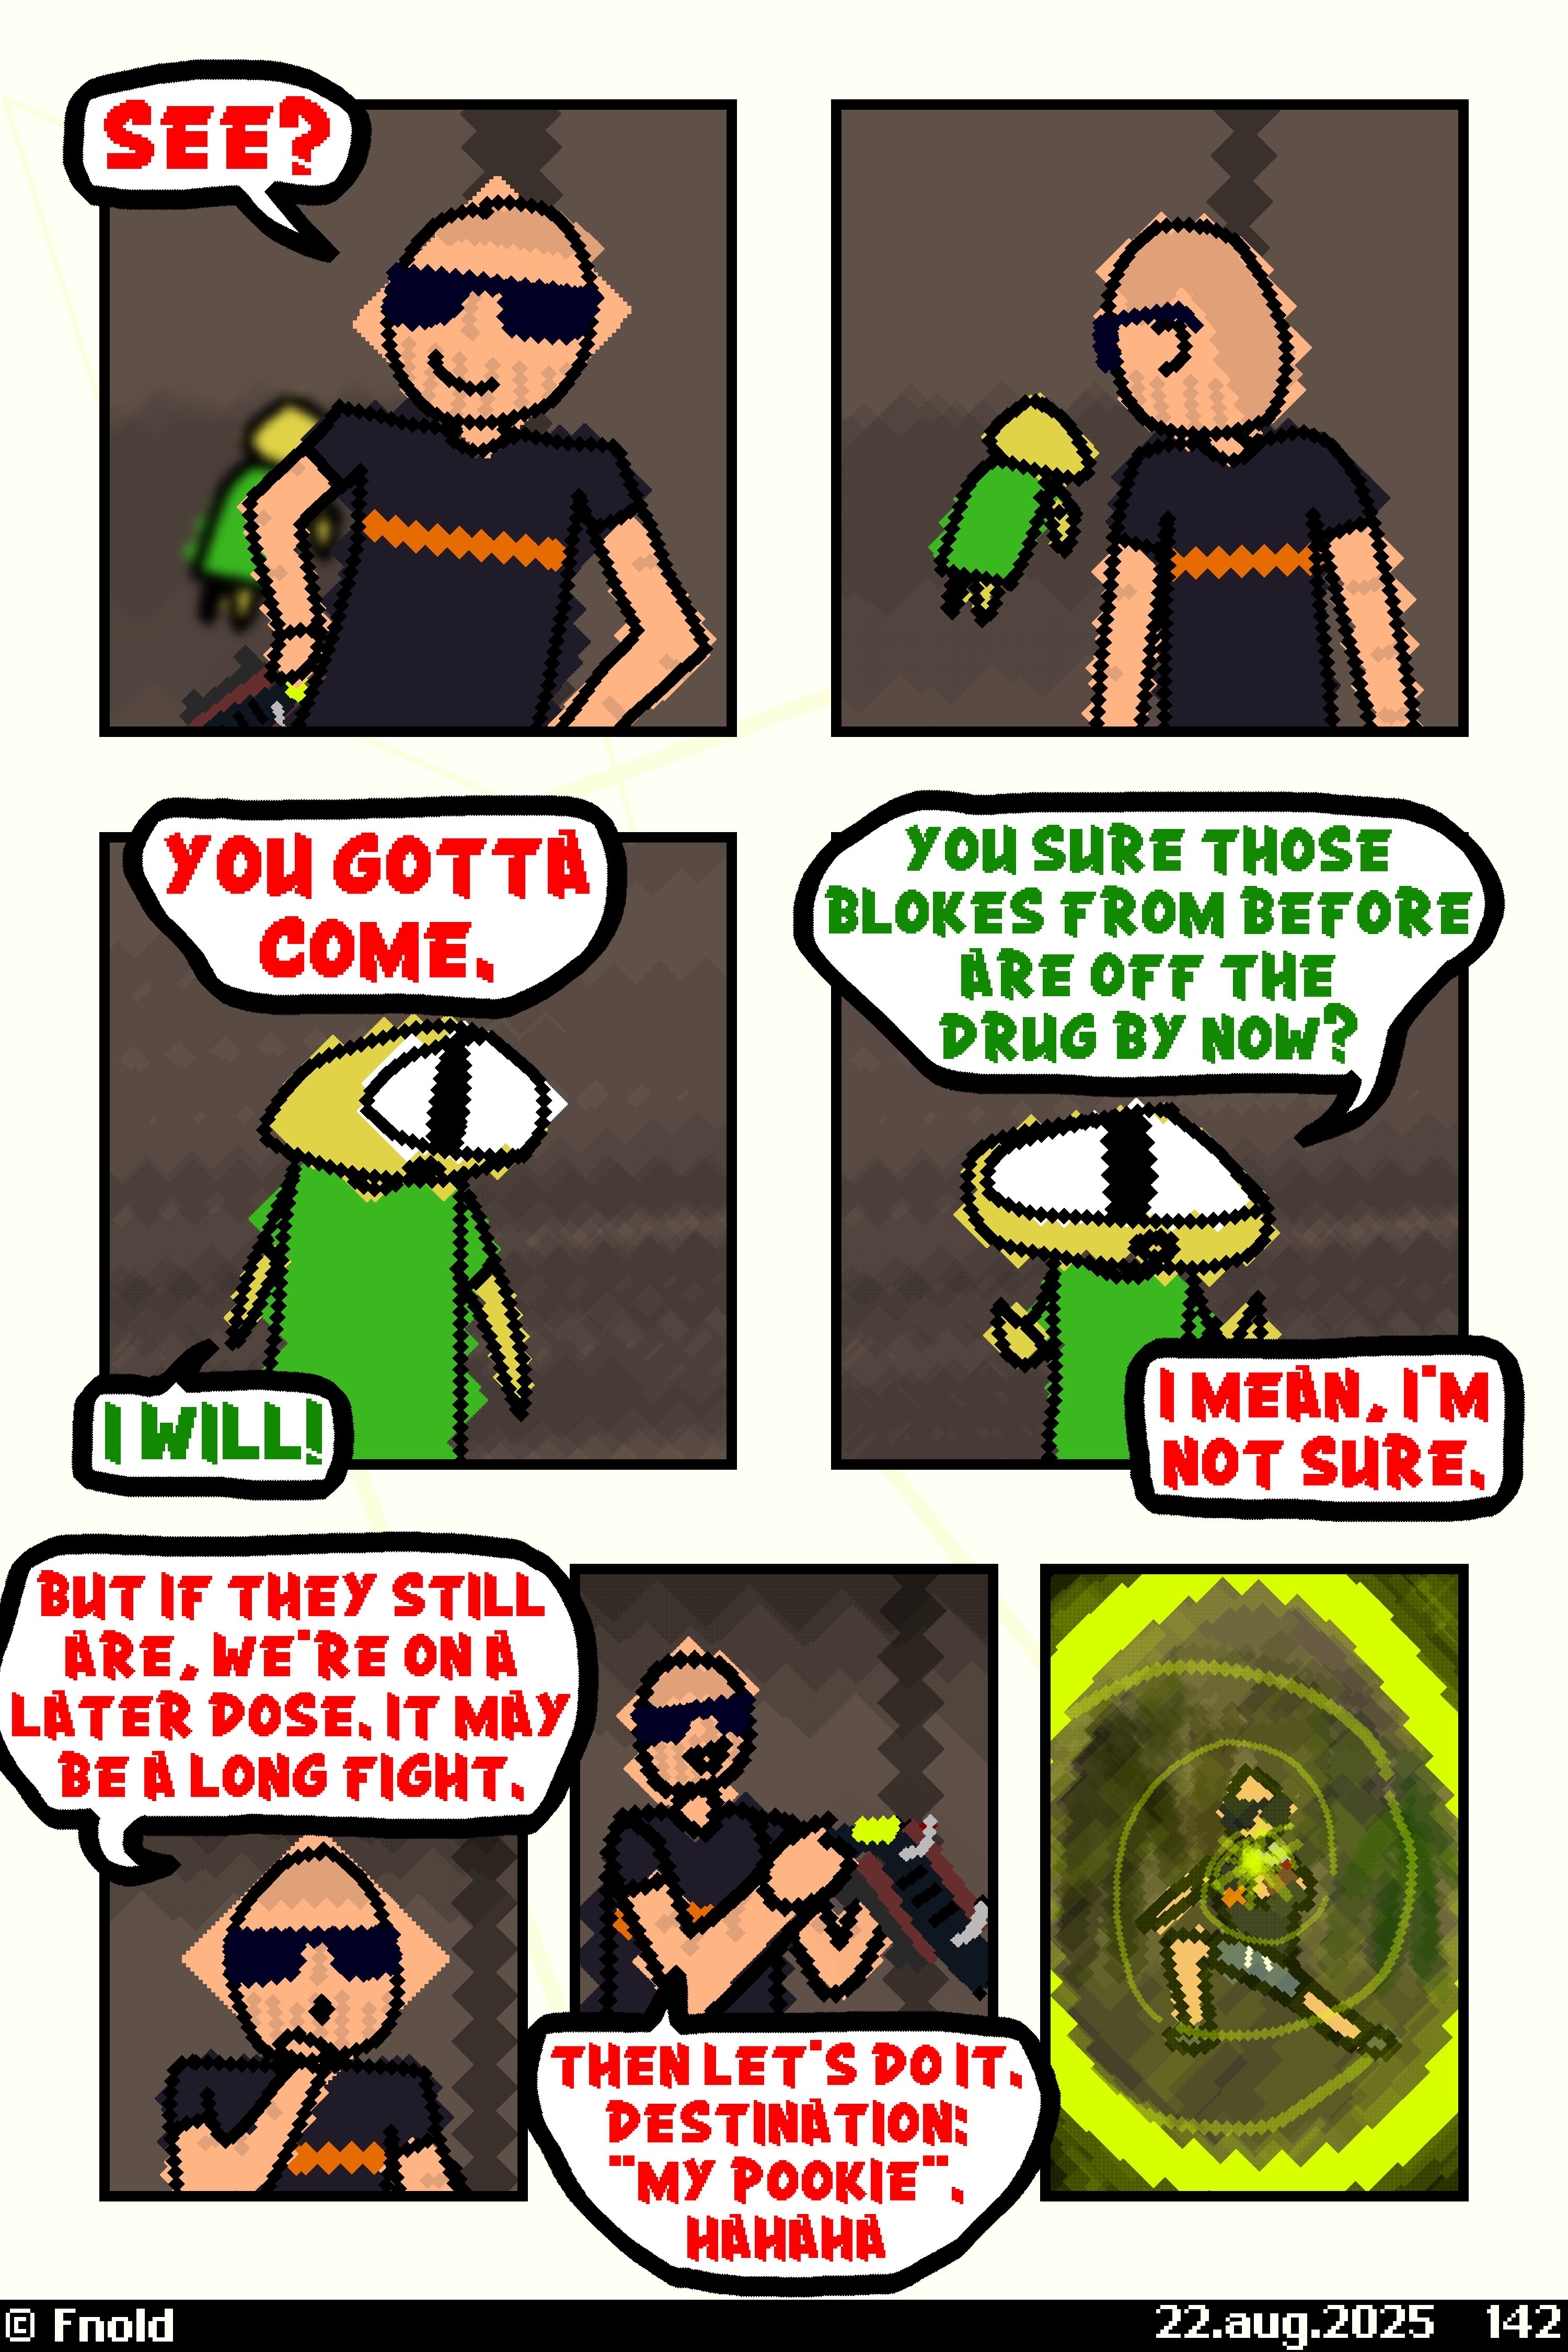 SEE?
YOU GOTTA
COME.
I WILL!
YOU SURE THOSE
BLOKES FROM BEFORE
ARE OFF THE
DRUG BY NOW?
I MEAN, I'M
NOT SURE.
BUT IF THEY STILL
ARE, WE'RE ON A
LATER DOSE. IT MAY
BE A LONG FIGHT.
THEN LET'S DO IT.
DESTINATION:
"MY POOKIE".
HAHAHA
© Fnold
22.aug.2025 142